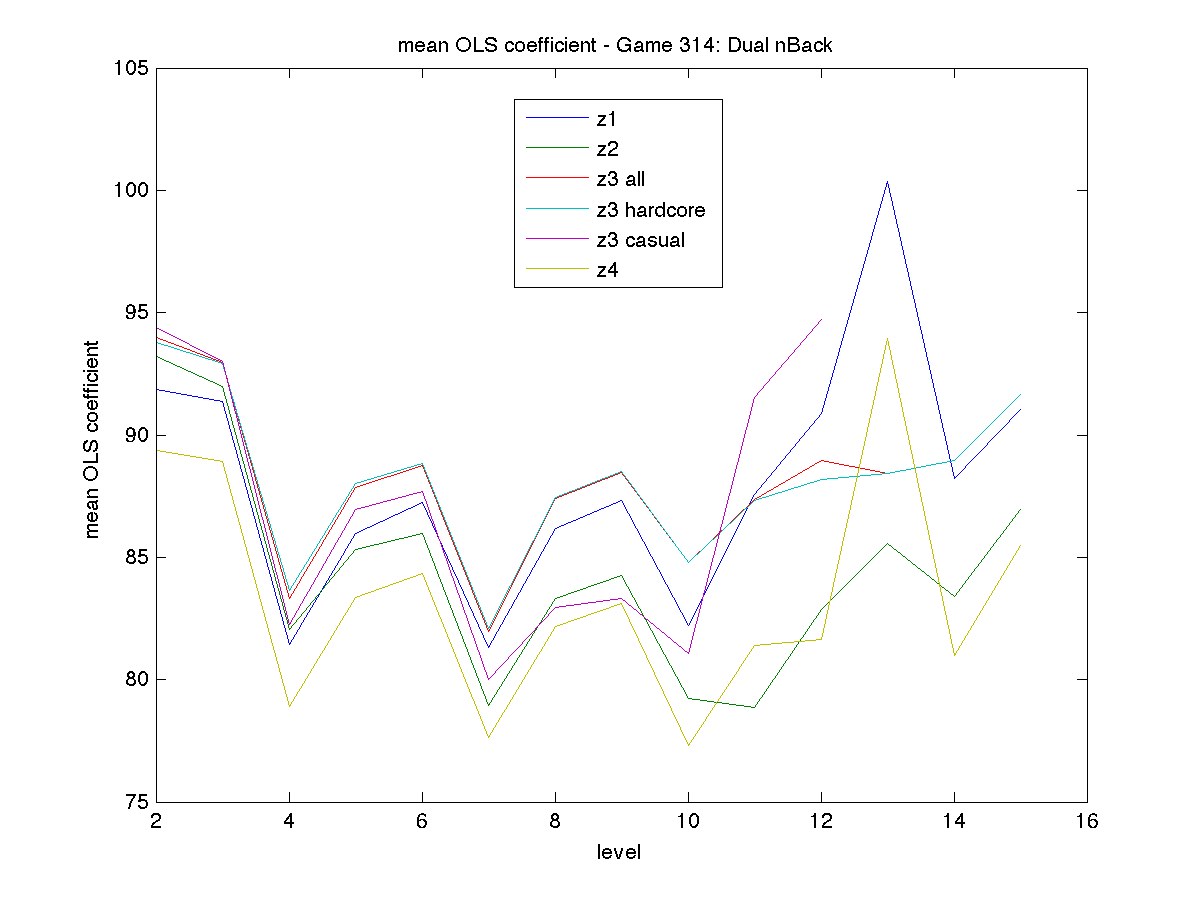 mean OLS coefficient - Game 314: Dual nBack
105
100
95
90
85
80
75
mean OLS coefficient
z1
z2
z3 all
z3 hardcore
z3 casual
z4
2 4 6 8 10 12 14 16
level